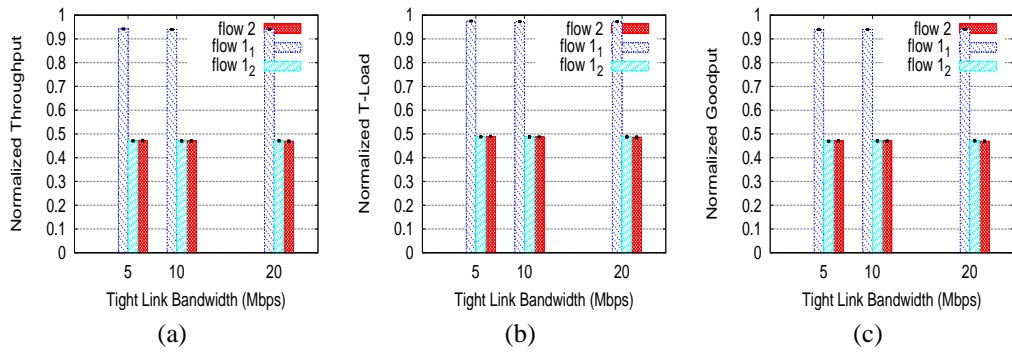 1
0.9
0.8
0.7
0.6
0.5
0.4
0.3
0.2
0.1
0
Normalized Throughput
flow 2
flow 1₁
flow 1₂
5 10 20
Tight Link Bandwidth (Mbps)
(a)
1
0.9
0.8
0.7
0.6
0.5
0.4
0.3
0.2
0.1
0
Normalized T-Load
flow 2
flow 1₁
flow 1₂
5 10 20
Tight Link Bandwidth (Mbps)
(b)
1
0.9
0.8
0.7
0.6
0.5
0.4
0.3
0.2
0.1
0
Normalized Goodput
flow 2
flow 1₁
flow 1₂
5 10 20
Tight Link Bandwidth (Mbps)
(c)